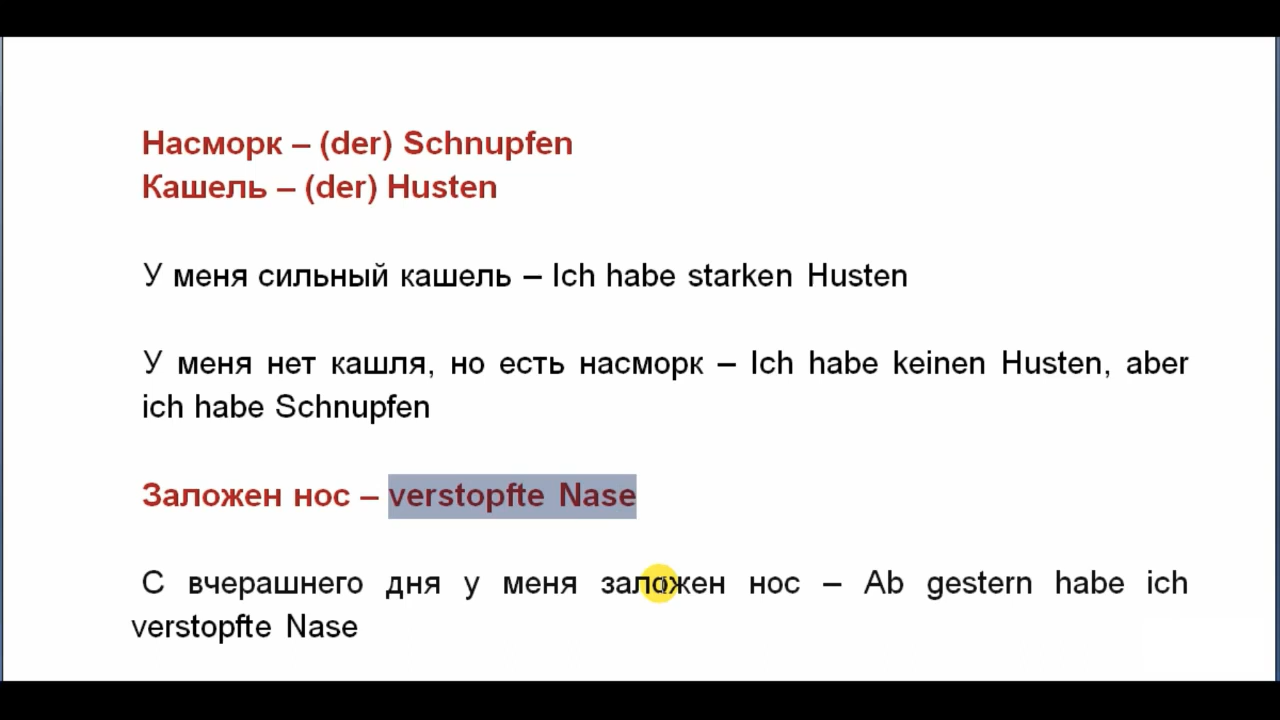 Насморк – (der) Schnupfen
Кашель – (der) Husten
У меня сильный кашель – Ich habe starken Husten
У меня нет кашля, но есть насморк – Ich habe keinen Husten, aber
ich habe Schnupfen
Заложен нос – verstopfte Nase
С вчерашнего дня у меня заложен нос – Ab gestern habe ich
verstopfte Nase